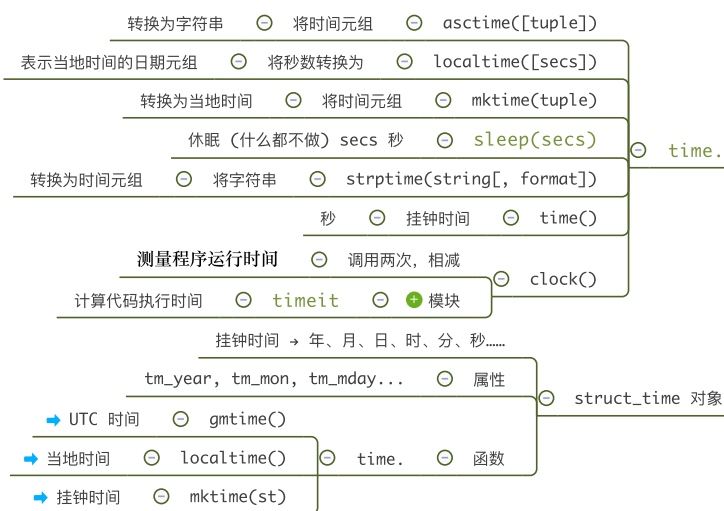 转换为字符串 将时间元组 asctime([tuple])
表示当地时间的日期元组 将秒数转换为 localtime([secs])
转换为当地时间 将时间元组 mktime(tuple)
休眠 (什么都不做) secs 秒 sleep(secs)
time.
转换为时间元组 将字符串 strptime(string[, format])
秒 挂钟时间 time()
测量程序运行时间 调用两次，相减
clock()
计算代码执行时间 timeit 模块
挂钟时间 → 年、月、日、时、分、秒……
tm_year, tm_mon, tm_mday... 属性
struct_time 对象
UTC 时间 gmtime()
当地时间 localtime() time. 函数
挂钟时间 mktime(st)